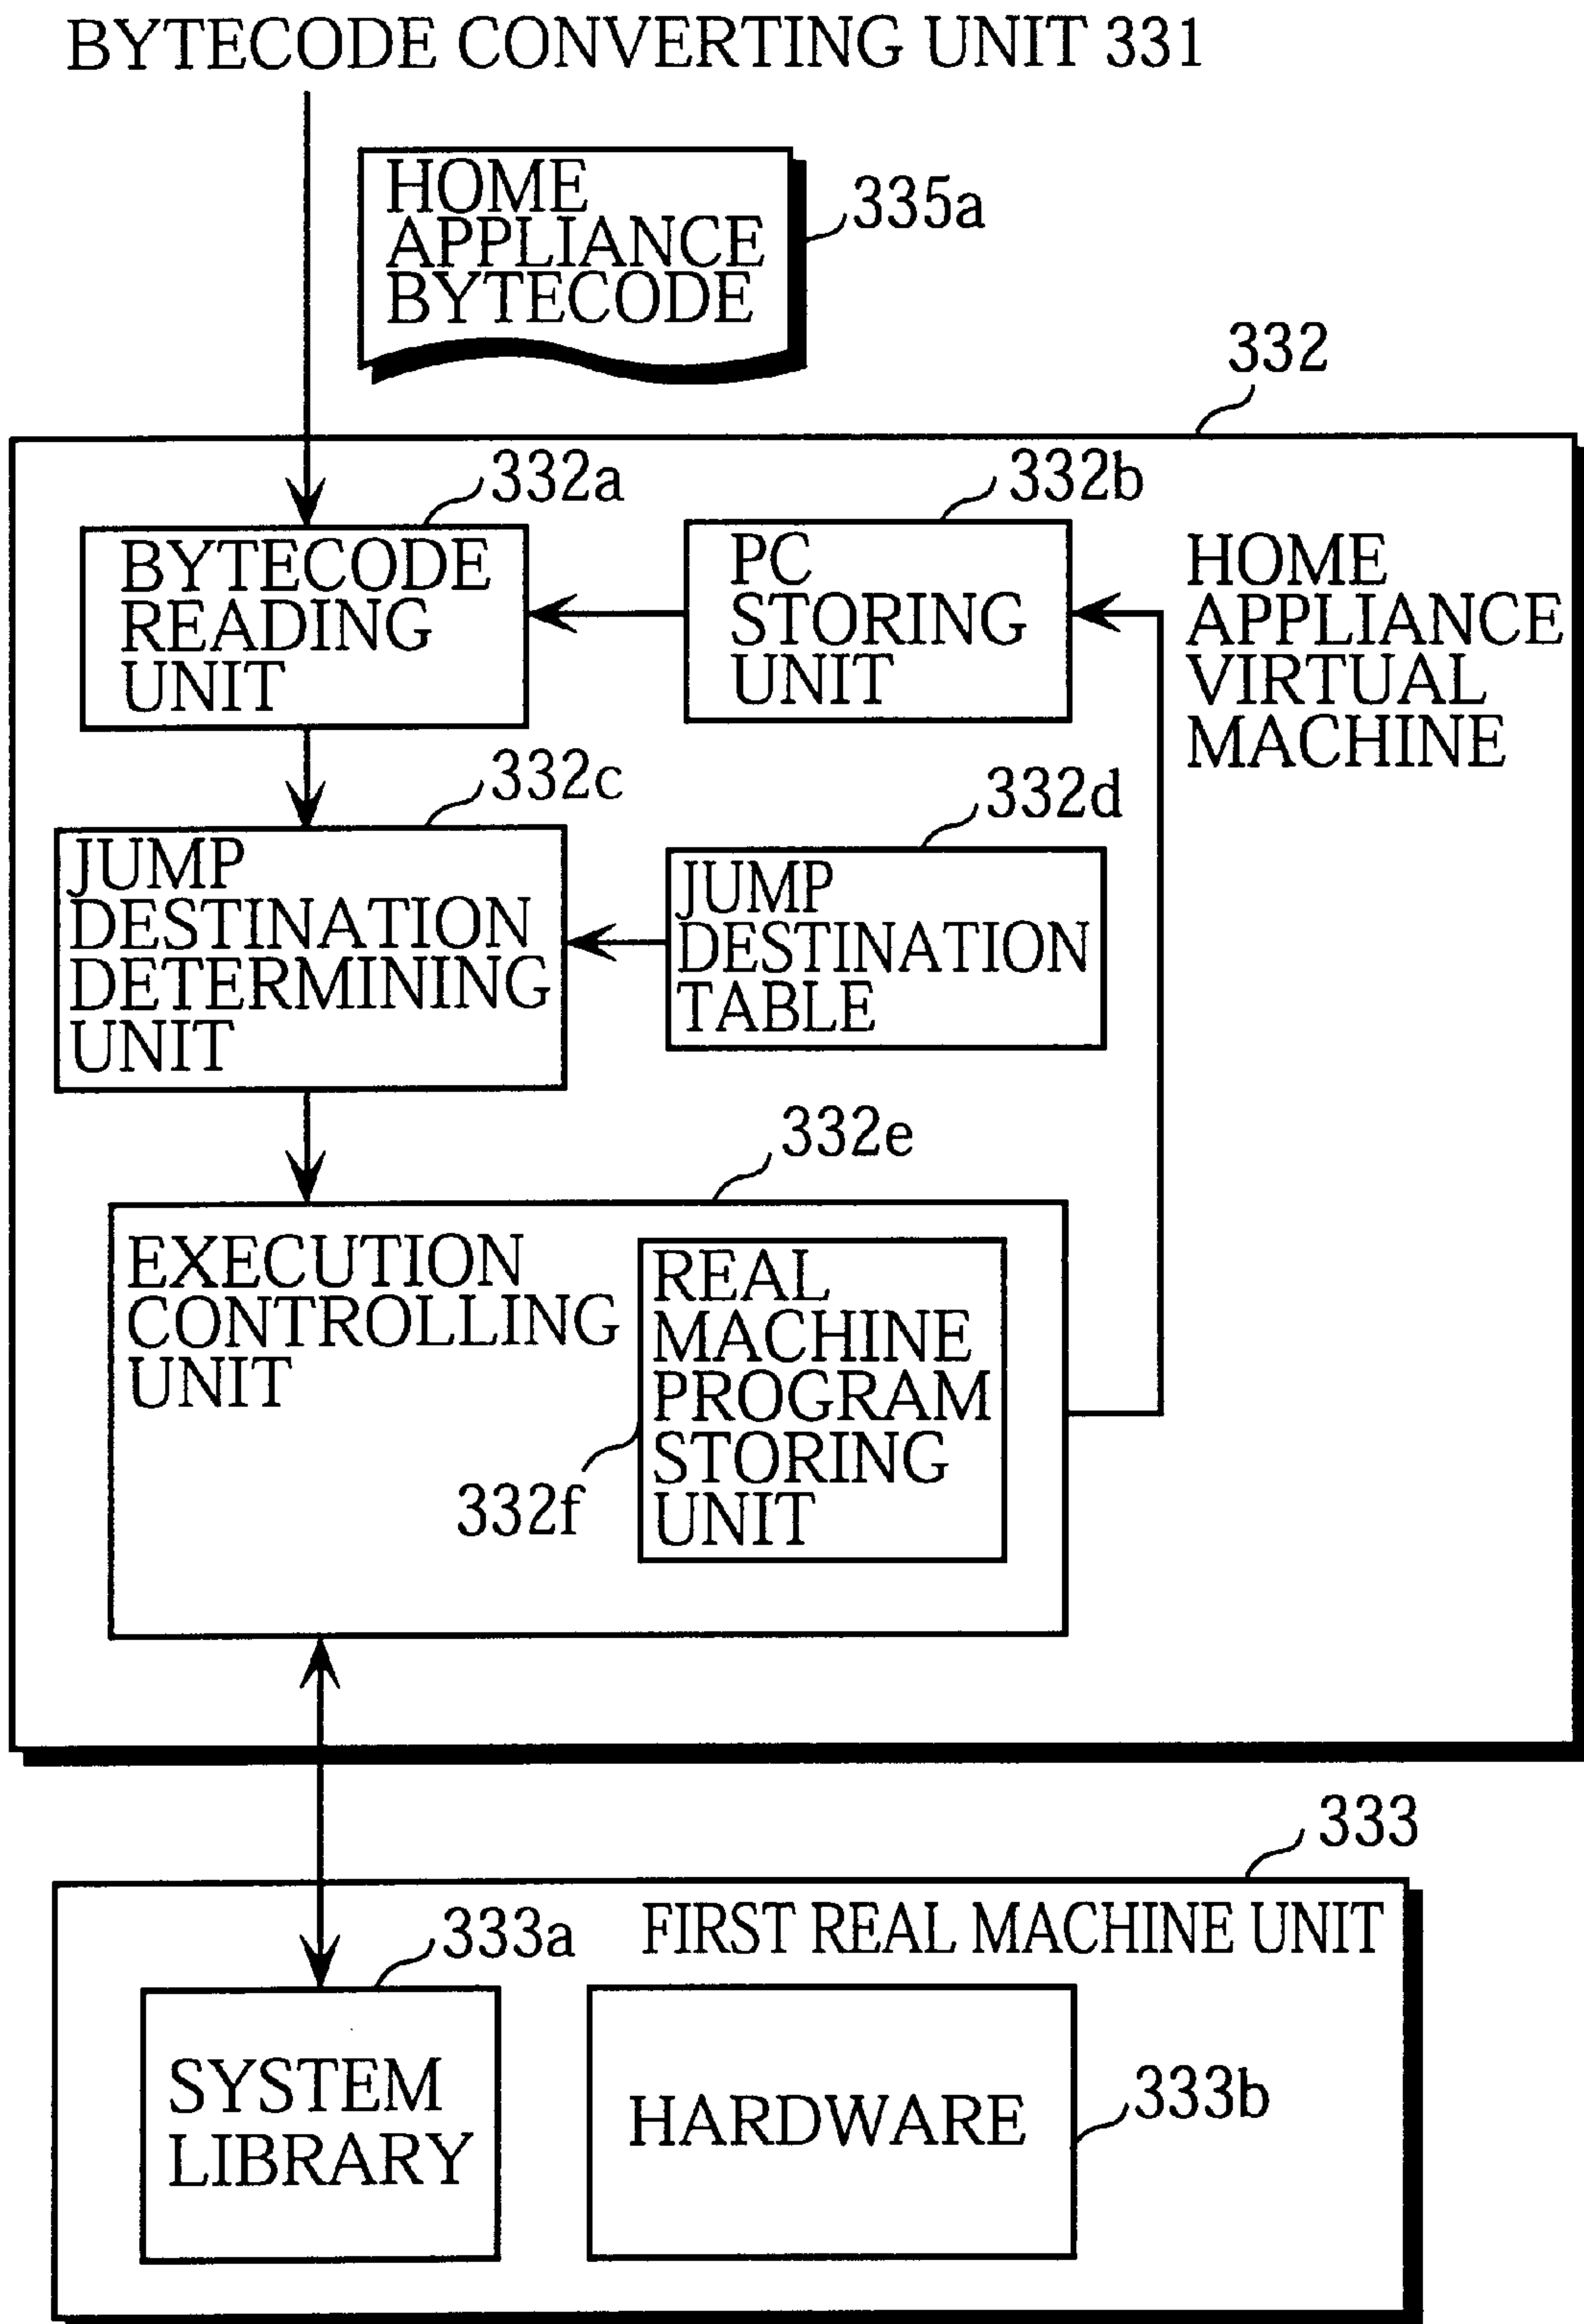 BYTECODE CONVERTING UNIT 331
HOME
APPLIANCE
BYTECODE
335a
332
332a
332b
BYTECODE
READING
UNIT
PC
STORING
UNIT
HOME
APPLIANCE
VIRTUAL
MACHINE
332c
332d
JUMP
DESTINATION
DETERMINING
UNIT
JUMP
DESTINATION
TABLE
332e
EXECUTION
CONTROLLING
UNIT
REAL
MACHINE
PROGRAM
STORING
UNIT
332f
333
333a
FIRST REAL MACHINE UNIT
SYSTEM
LIBRARY
HARDWARE
333b